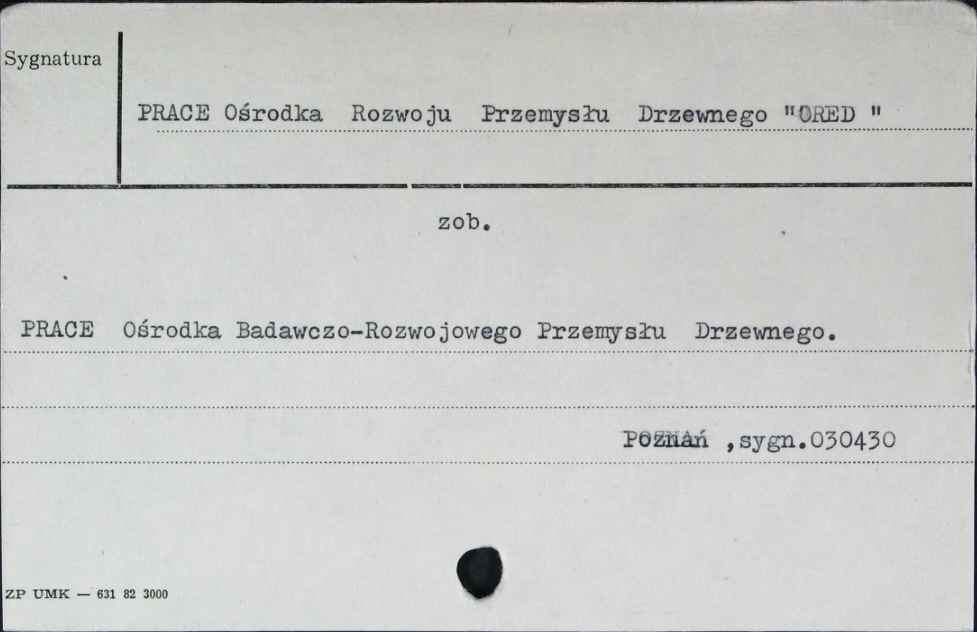 Sygnatura
PRACE Ośrodka Rozwoju Przemysłu Drzewnego "ORED "
zob.
PRACE Ośrodka Badawczo-Rozwojowego Przemysłu Drzewnego.
Poznań ,sygn.030430
ZP UMK — 631 82 3000